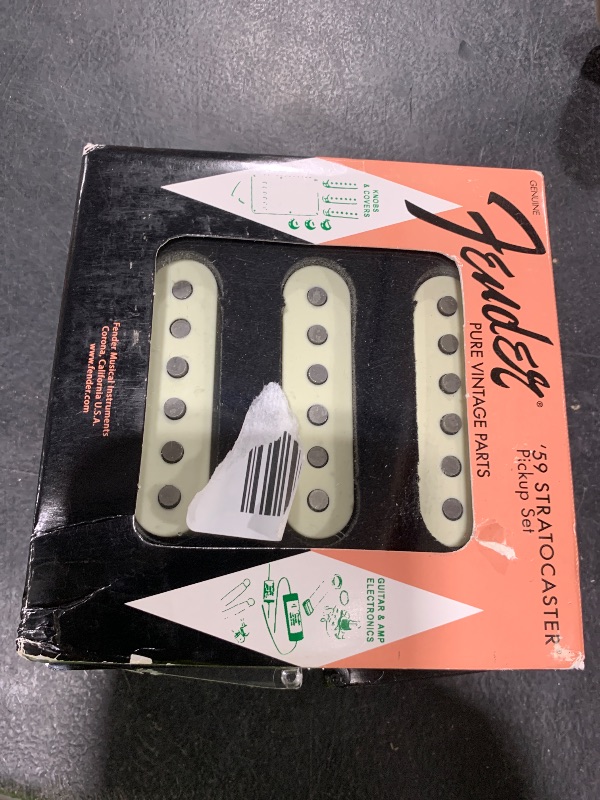 GENUINE
Fender®
PURE VINTAGE PARTS
'59 STRATOCASTER
Pickup Set
KNOBS
& COVERS
GUITAR & AMP
ELECTRONICS
Fender Musical Instruments
Corona, California U.S.A.
www.fender.com